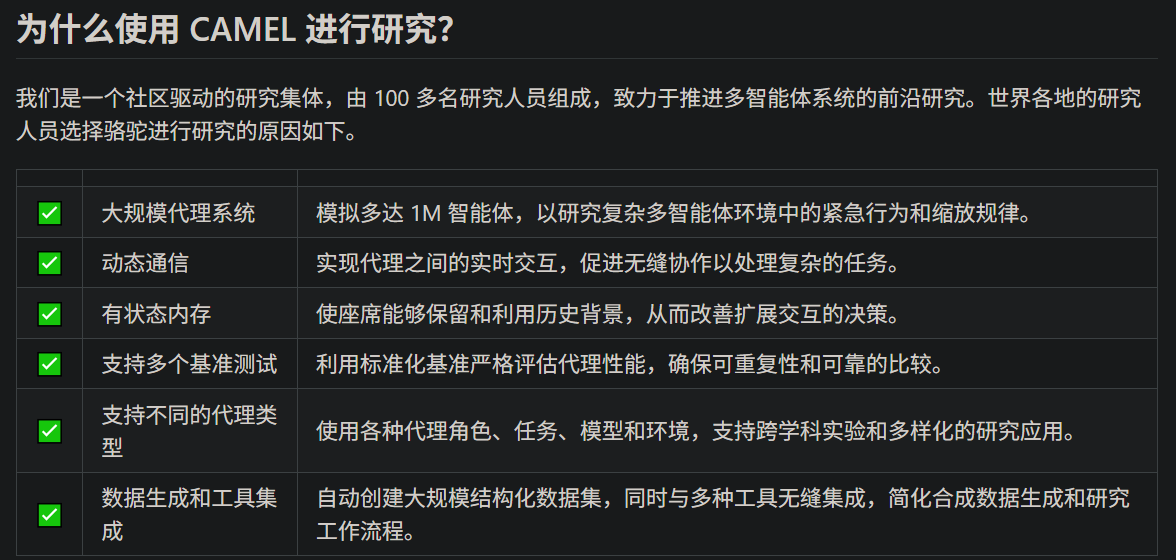 为什么使用 CAMEL 进行研究？
我们是一个社区驱动的研究集体，由 100 多名研究人员组成，致力于推进多智能体系统的前沿研究。世界各地的研究
人员选择骆驼进行研究的原因如下。
大规模代理系统
模拟多达 1M 智能体，以研究复杂多智能体环境中的紧急行为和缩放规律。
动态通信
实现代理之间的实时交互，促进无缝协作以处理复杂的任务。
有状态内存
使座席能够保留和利用历史背景，从而改善扩展交互的决策。
支持多个基准测试
利用标准化基准严格评估代理性能，确保可重复性和可靠的比较。
支持不同的代理类
型
使用各种代理角色、任务、模型和环境，支持跨学科实验和多样化的研究应用。
数据生成和工具集
成
自动创建大规模结构化数据集，同时与多种工具无缝集成，简化合成数据生成和研究
工作流程。